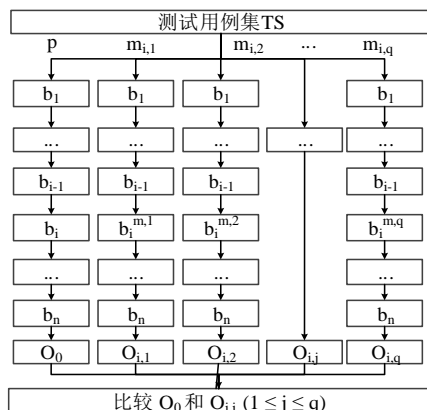 测试用例集TS
p m_{i,1} m_{i,2} ... m_{i,q}
b_1 b_1 b_1 b_1
... ... ... ... ...
b_{i-1} b_{i-1} b_{i-1} b_{i-1}
b_i b_i^{m,1} b_i^{m,2} b_i^{m,q}
... ... ... ...
b_n b_n b_n b_n
O_0 O_{i,1} O_{i,2} O_{i,j} O_{i,q}
比较 O_0 和 O_{i,j} (1 ≤ j ≤ q)